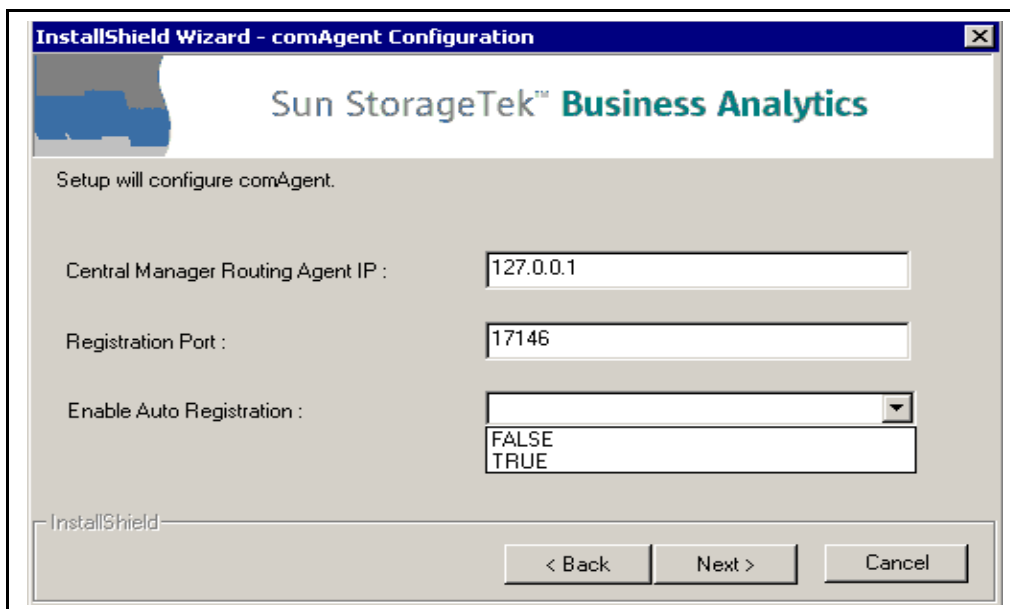 InstallShield Wizard - comAgent Configuration
Sun StorageTek™ Business Analytics
Setup will configure comAgent.
Central Manager Routing Agent IP : 127.0.0.1
Registration Port : 17146
Enable Auto Registration :
FALSE
TRUE
InstallShield
< Back Next > Cancel